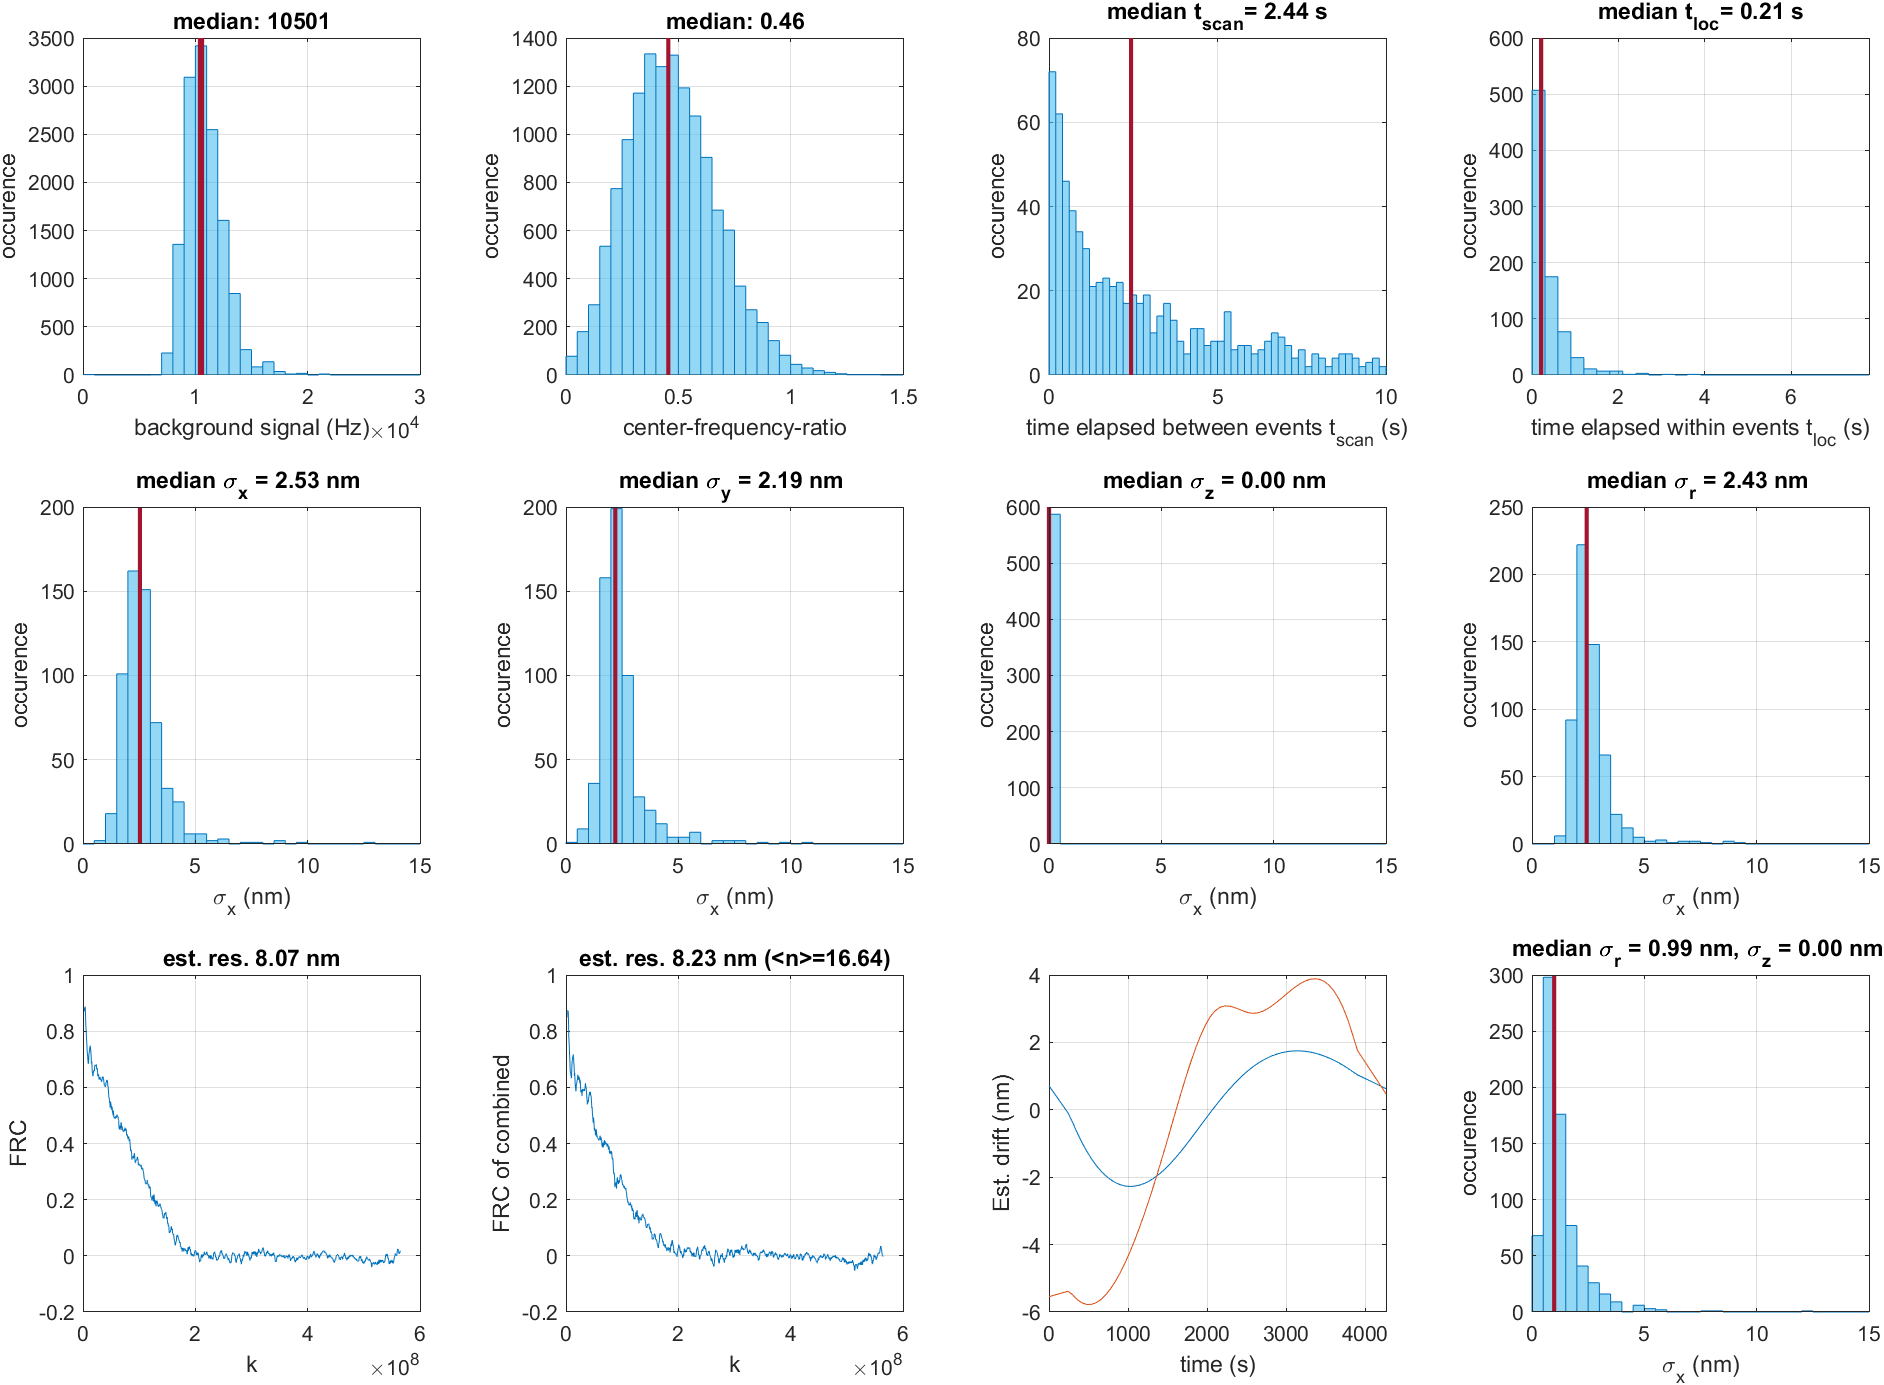 median: 10501
3500
3000
2500
2000
1500
1000
500
0
occurence
0 1 2 3
background signal (Hz) ×10⁴
median: 0.46
1400
1200
1000
800
600
400
200
0
occurence
0 0.5 1 1.5
center-frequency-ratio
median t_scan = 2.44 s
80
60
40
20
0
occurence
0 5 10
time elapsed between events t_scan (s)
median t_loc = 0.21 s
600
500
400
300
200
100
0
occurence
0 2 4 6
time elapsed within events t_loc (s)
median σ_x = 2.53 nm
200
150
100
50
0
occurence
0 5 10 15
σ_x (nm)
median σ_y = 2.19 nm
200
150
100
50
0
occurence
0 5 10 15
σ_x (nm)
median σ_z = 0.00 nm
600
500
400
300
200
100
0
occurence
0 5 10 15
σ_x (nm)
median σ_r = 2.43 nm
250
200
150
100
50
0
occurence
0 5 10 15
σ_x (nm)
est. res. 8.07 nm
1
0.8
0.6
0.4
0.2
0
-0.2
FRC
0 2 4 6
k ×10⁸
est. res. 8.23 nm (<n>=16.64)
1
0.8
0.6
0.4
0.2
0
-0.2
FRC of combined
0 2 4 6
k ×10⁸
4
2
0
-2
-4
-6
Est. drift (nm)
0 1000 2000 3000 4000
time (s)
median σ_r = 0.99 nm, σ_z = 0.00 nm
300
250
200
150
100
50
0
occurence
0 5 10 15
σ_x (nm)